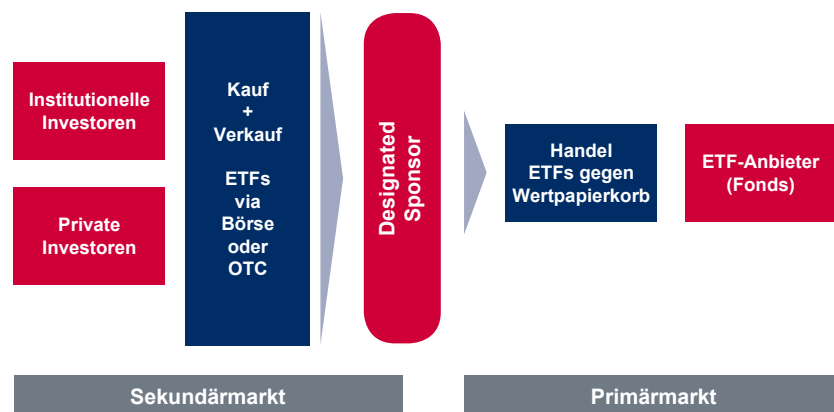 Institutionelle
Investoren
Private
Investoren
Kauf
+
Verkauf
ETFs
via
Börse
oder
OTC
Designated
Sponsor
Handel
ETFs gegen
Wertpapierkorb
ETF-Anbieter
(Fonds)
Sekundärmarkt
Primärmarkt